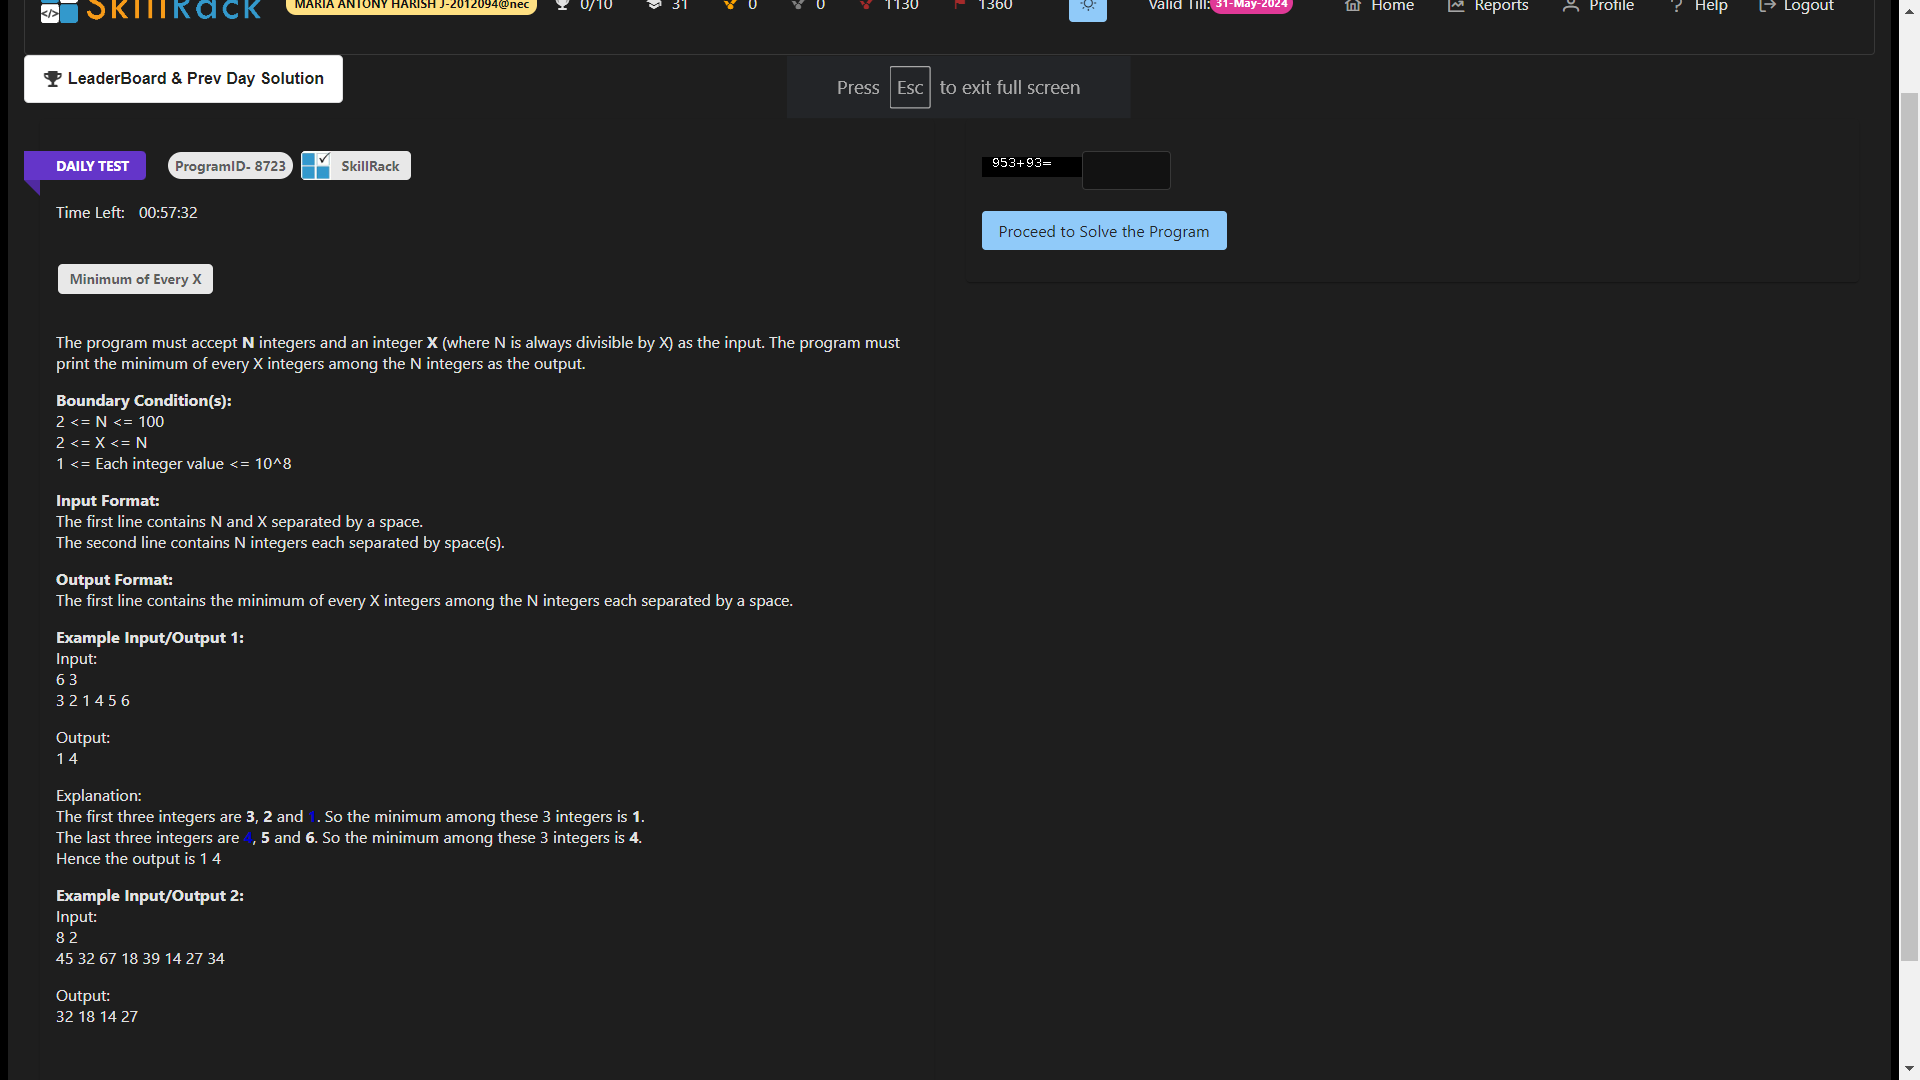 SkillRack MARIA ANTONY HARISH J-2012094@nec 0/10 31 0 0 1130 1360 Valid Till: 31-May-2024 Home Reports Profile ? Help Logout
LeaderBoard & Prev Day Solution
Press Esc to exit full screen
DAILY TEST ProgramID- 8723 SkillRack
953+93=
Time Left: 00:57:32
Proceed to Solve the Program
Minimum of Every X
The program must accept N integers and an integer X (where N is always divisible by X) as the input. The program must
print the minimum of every X integers among the N integers as the output.
Boundary Condition(s):
2 <= N <= 100
2 <= X <= N
1 <= Each integer value <= 10^8
Input Format:
The first line contains N and X separated by a space.
The second line contains N integers each separated by space(s).
Output Format:
The first line contains the minimum of every X integers among the N integers each separated by a space.
Example Input/Output 1:
Input:
6 3
3 2 1 4 5 6
Output:
1 4
Explanation:
The first three integers are 3, 2 and 1. So the minimum among these 3 integers is 1.
The last three integers are 4, 5 and 6. So the minimum among these 3 integers is 4.
Hence the output is 1 4
Example Input/Output 2:
Input:
8 2
45 32 67 18 39 14 27 34
Output:
32 18 14 27